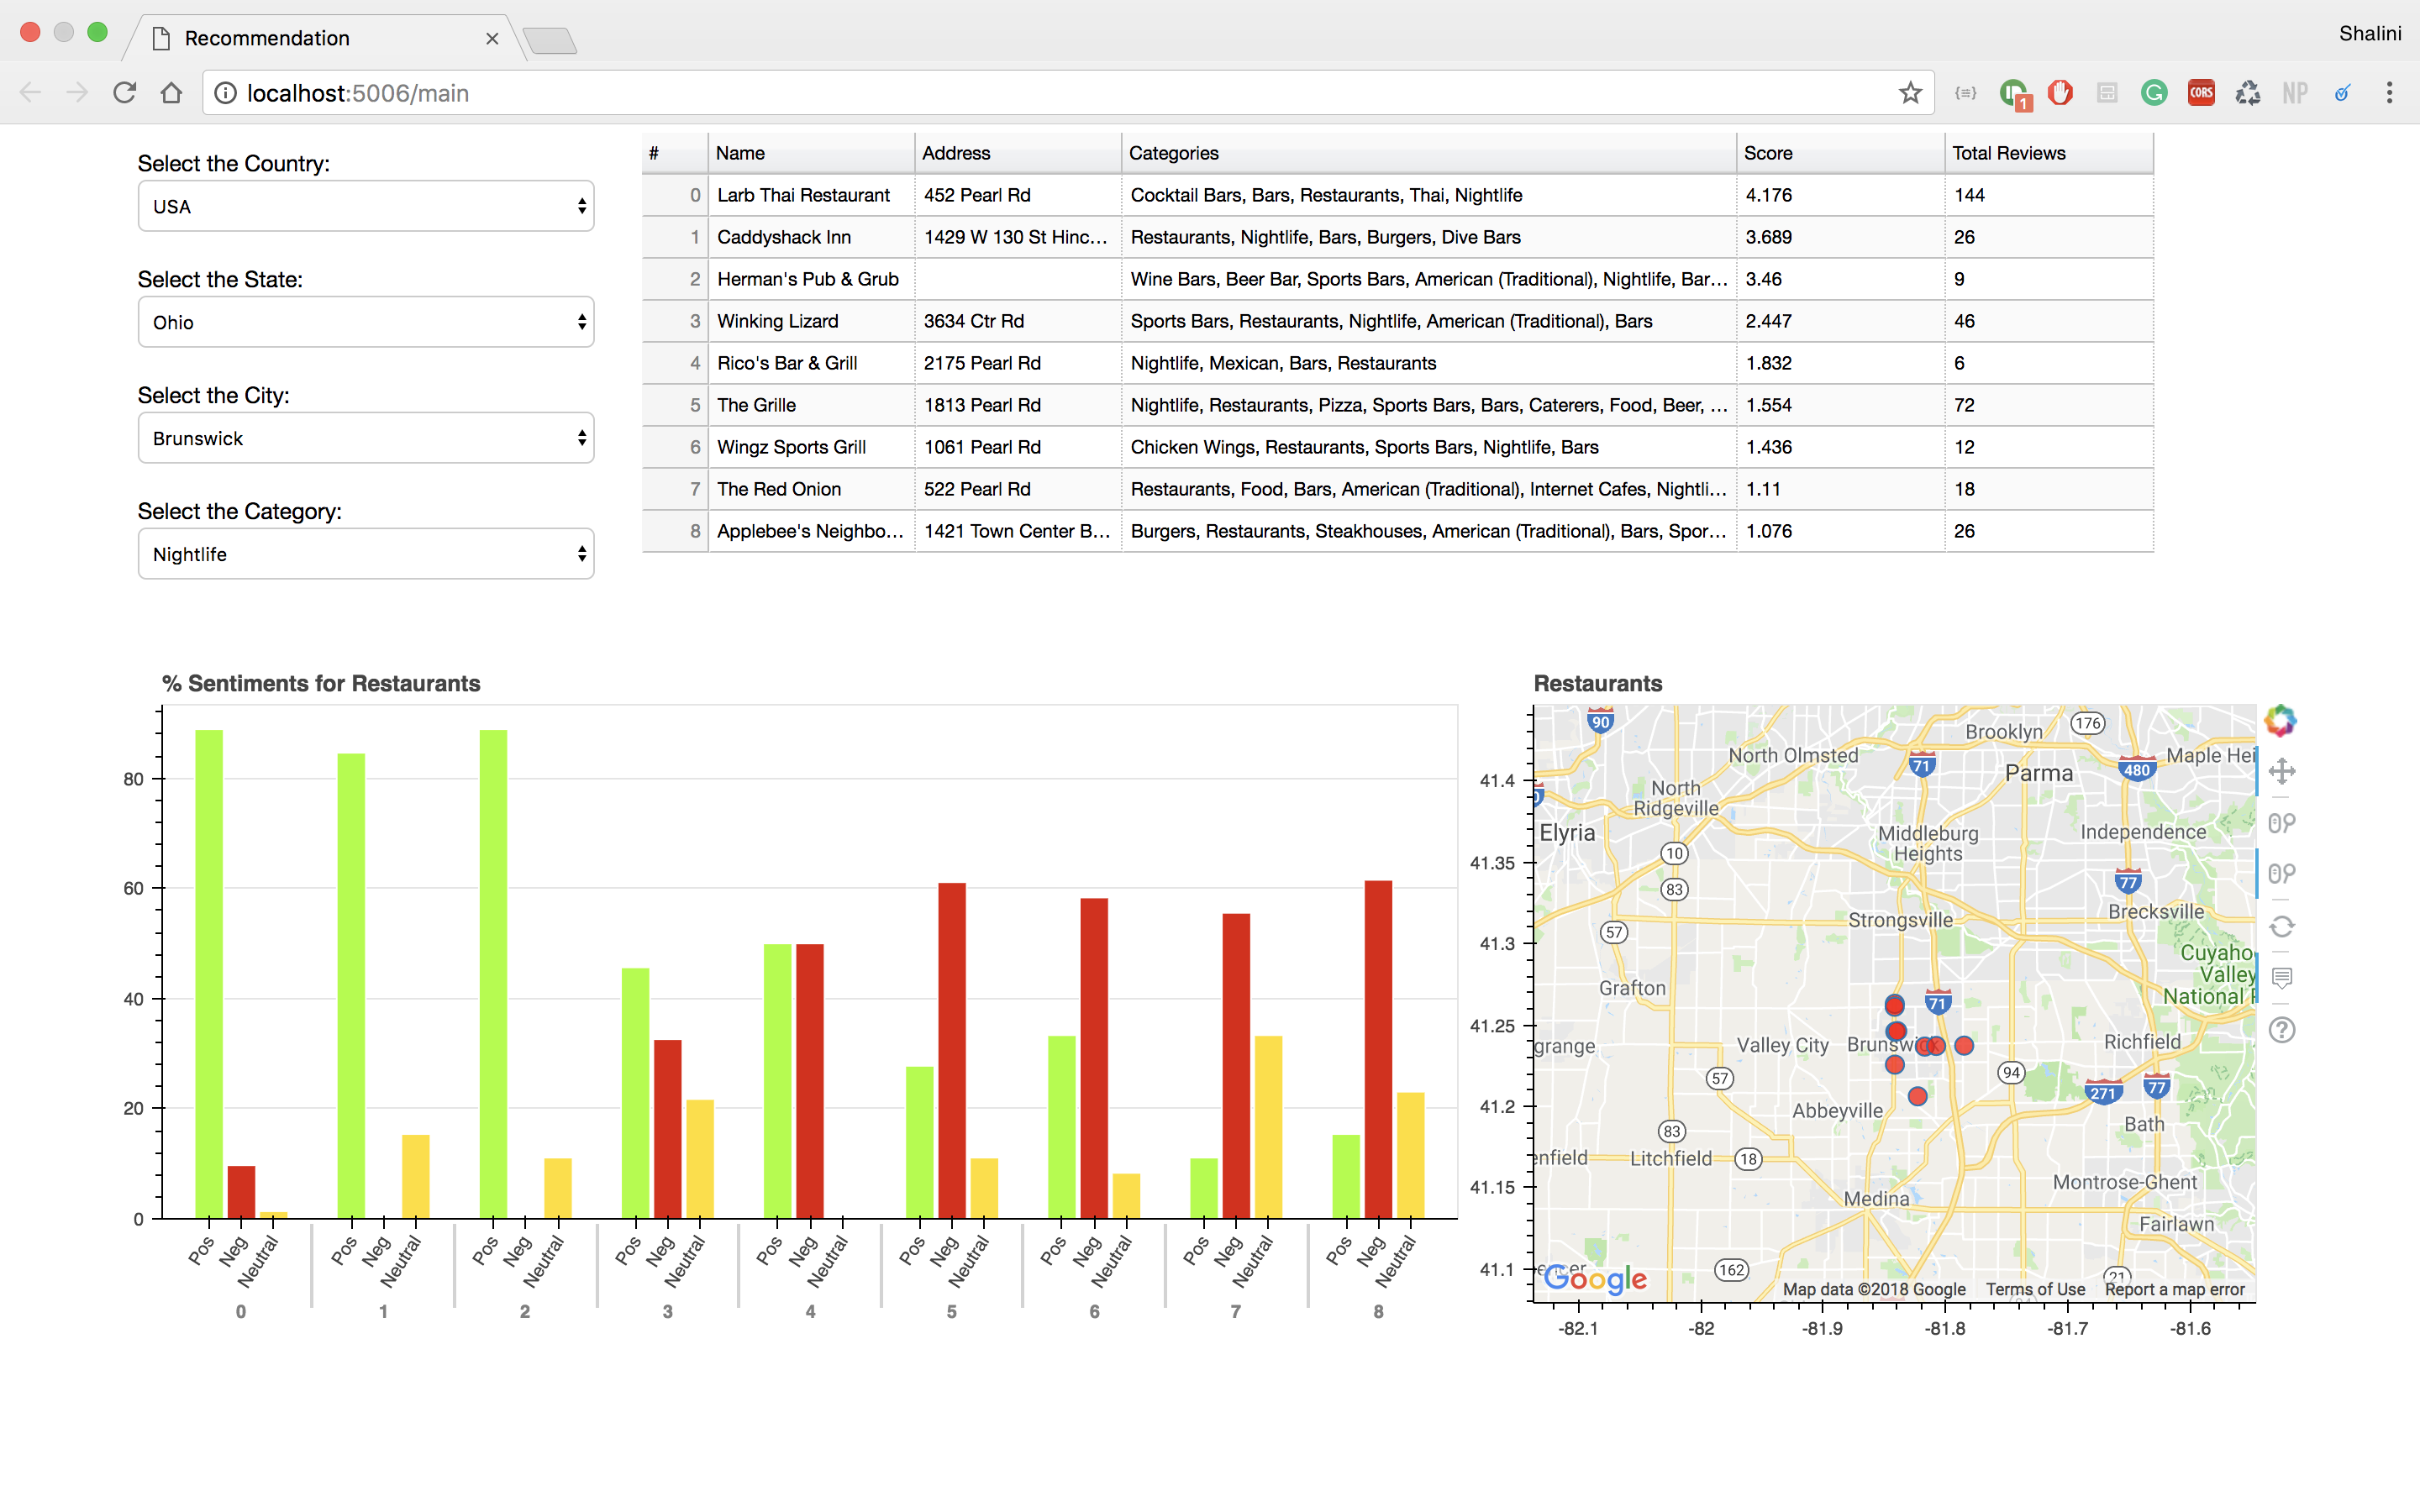 Recommendation
Shalini
localhost:5006/main
1
CORS
NP
Select the Country:
USA
Select the State:
Ohio
Select the City:
Brunswick
Select the Category:
Nightlife
# Name Address Categories Score Total Reviews
0 Larb Thai Restaurant 452 Pearl Rd Cocktail Bars, Bars, Restaurants, Thai, Nightlife 4.176 144
1 Caddyshack Inn 1429 W 130 St Hinc... Restaurants, Nightlife, Bars, Burgers, Dive Bars 3.689 26
2 Herman's Pub & Grub Wine Bars, Beer Bar, Sports Bars, American (Traditional), Nightlife, Bar... 3.46 9
3 Winking Lizard 3634 Ctr Rd Sports Bars, Restaurants, Nightlife, American (Traditional), Bars 2.447 46
4 Rico's Bar & Grill 2175 Pearl Rd Nightlife, Mexican, Bars, Restaurants 1.832 6
5 The Grille 1813 Pearl Rd Nightlife, Restaurants, Pizza, Sports Bars, Bars, Caterers, Food, Beer, ... 1.554 72
6 Wingz Sports Grill 1061 Pearl Rd Chicken Wings, Restaurants, Sports Bars, Nightlife, Bars 1.436 12
7 The Red Onion 522 Pearl Rd Restaurants, Food, Bars, American (Traditional), Internet Cafes, Nightli... 1.11 18
8 Applebee's Neighbo... 1421 Town Center B... Burgers, Restaurants, Steakhouses, American (Traditional), Bars, Spor... 1.076 26
% Sentiments for Restaurants
80
60
40
20
0
Pos Neg Neutral Pos Neg Neutral Pos Neg Neutral Pos Neg Neutral Pos Neg Neutral Pos Neg Neutral Pos Neg Neutral Pos Neg Neutral Pos Neg Neutral
0 1 2 3 4 5 6 7 8
Restaurants
41.4
41.35
41.3
41.25
41.2
41.15
41.1
-82.1 -82 -81.9 -81.8 -81.7 -81.6
90
Brooklyn
176
North Olmsted
71
Maple Hei
480
Parma
North
Ridgeville
Elyria
Middleburg
Heights
Independence
10
77
83
Brecksville
Strongsville
57
Cuyaho
Valley
National
Grafton
71
grange
Valley City
Brunswick
Richfield
94
57
271
77
Abbeyville
Bath
83
enfield
Litchfield
18
Montrose-Ghent
Medina
Fairlawn
162
21
encer
Google
Map data ©2018 Google
Terms of Use
Report a map error